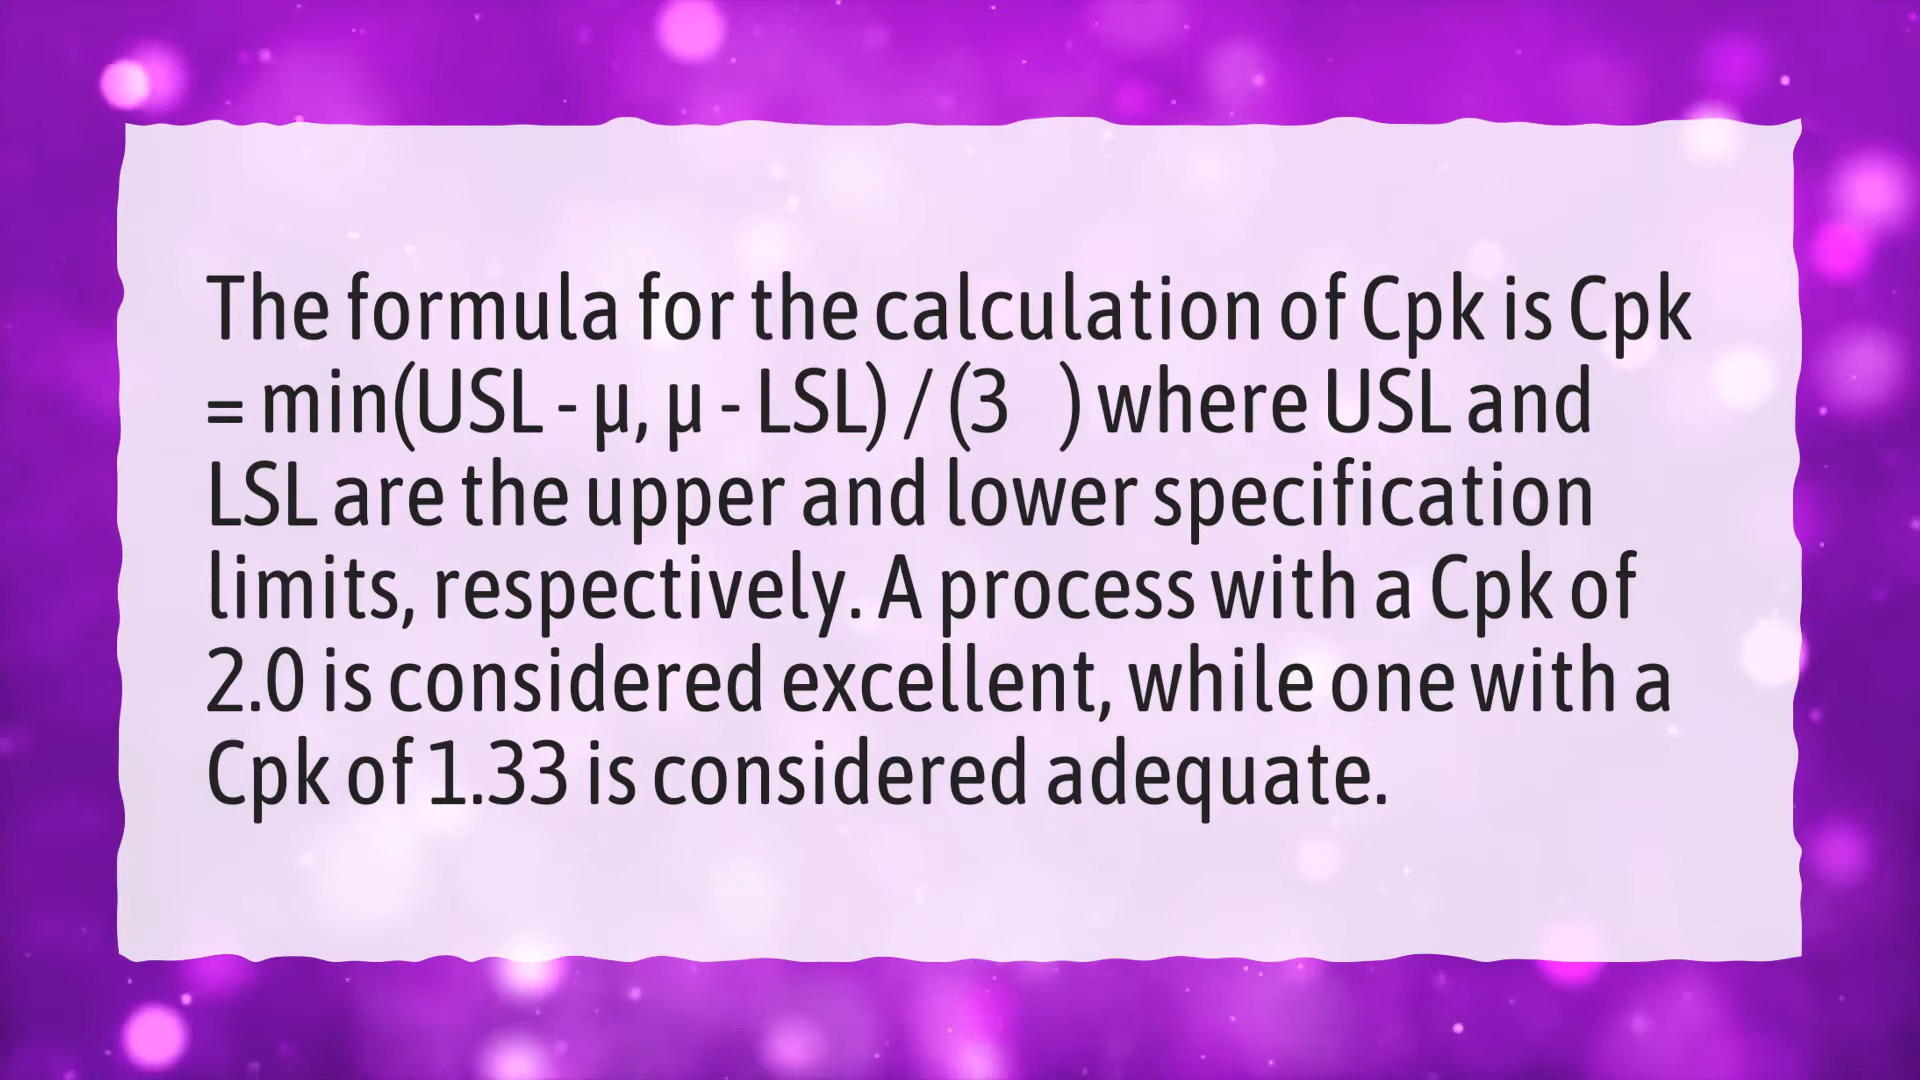 The formula for the calculation of Cpk is Cpk
= min(USL - μ, μ - LSL) / (3   ) where USL and
LSL are the upper and lower specification
limits, respectively. A process with a Cpk of
2.0 is considered excellent, while one with a
Cpk of 1.33 is considered adequate.